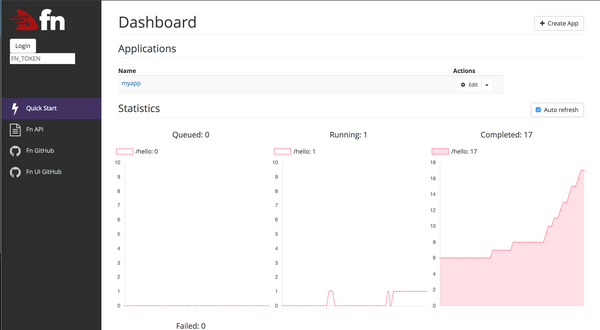 fn
Login
FN_TOKEN
Quick Start
Fn API
Fn GitHub
Fn UI GitHub
Dashboard
Create App
Applications
Name
Actions
myapp
Edit
Statistics
Auto refresh
Queued: 0
/hello: 0
10
9
8
7
6
5
4
3
2
1
0
Running: 1
/hello: 1
10
9
8
7
6
5
4
3
2
1
0
Completed: 17
/hello: 17
18
16
14
12
10
8
6
4
2
0
Failed: 0